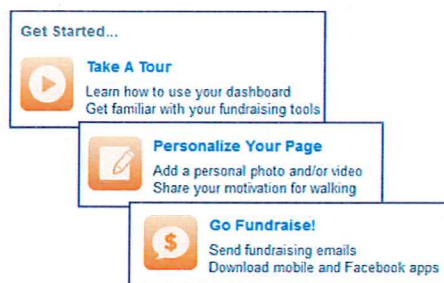 Get Started...
Take A Tour
Learn how to use your dashboard
Get familiar with your fundraising tools
Personalize Your Page
Add a personal photo and/or video
Share your motivation for walking
$
Go Fundraise!
Send fundraising emails
Download mobile and Facebook apps